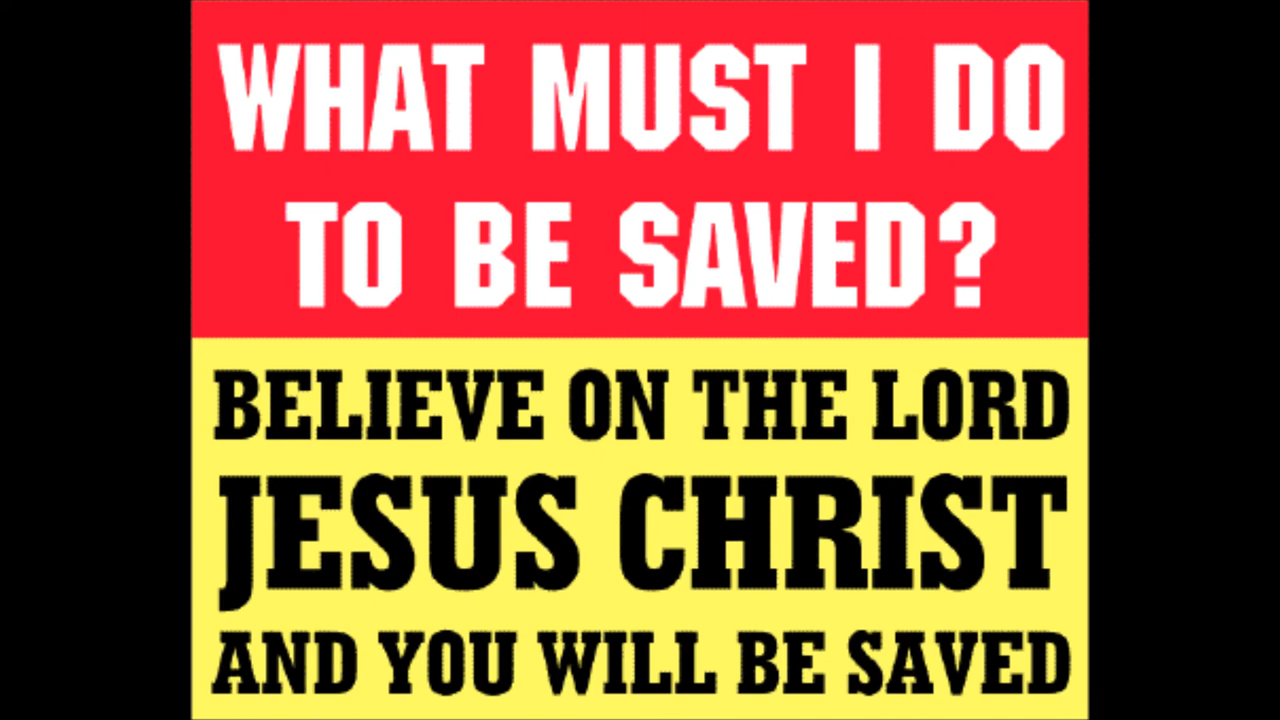 WHAT MUST I DO
TO BE SAVED?
BELIEVE ON THE LORD
JESUS CHRIST
AND YOU WILL BE SAVED